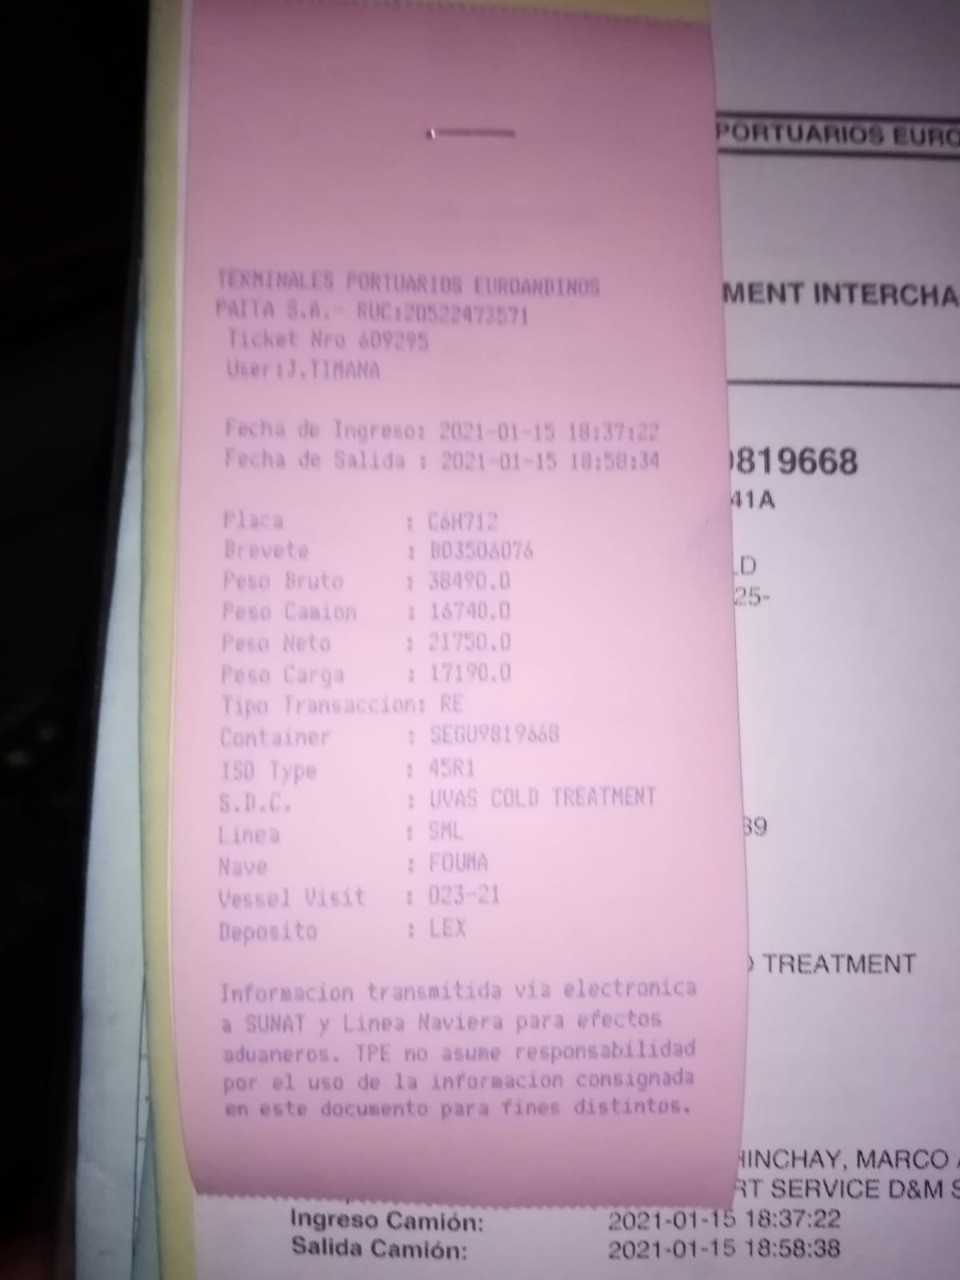 TERMINALES PORTUARIOS EUROANDINOS
PAITA S.A.- RUC:20522473571
Ticket Nro 609295
User:J.TIMANA
Fecha de Ingreso: 2021-01-15 18:37:22
Fecha de Salida : 2021-01-15 18:58:34
Placa : C6H712
Brevete : B03506076
Peso Bruto : 38490.0
Peso Camion : 16740.0
Peso Neto : 21750.0
Peso Carga : 17190.0
Tipo Transaccion: RE
Container : SEGU9819668
ISO Type : 45R1
S.D.C. : UVAS COLD TREATMENT
Linea : SML
Nave : FOUMA
Vessel Visit : 023-21
Deposito : LEX
Informacion transmitida via electronica
a SUNAT y Linea Naviera para efectos
aduaneros. TPE no asume responsabilidad
por el uso de la informacion consignada
en este documento para fines distintos.
PORTUARIOS EURO
MENT INTERCHA
9819668
41A
LD
25-
39
TREATMENT
HINCHAY, MARCO
RT SERVICE D&M S
Ingreso Camión: 2021-01-15 18:37:22
Salida Camión: 2021-01-15 18:58:38